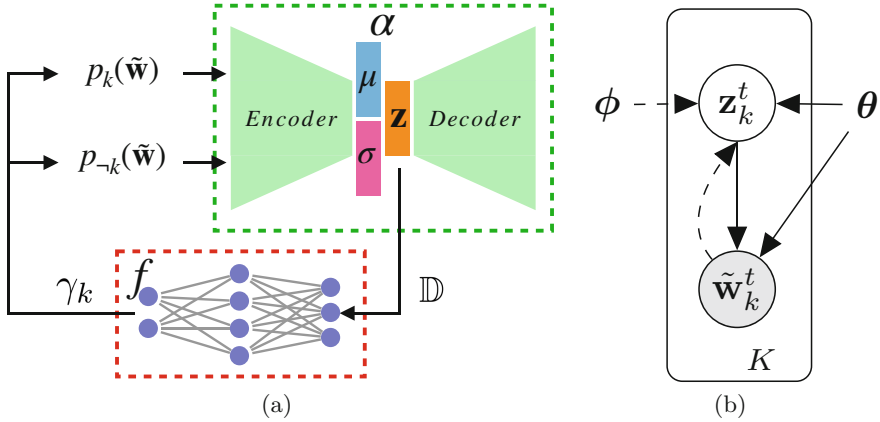 α
p_k(w̃)
p_{¬k}(w̃)
Encoder
μ
σ
z
Decoder
f
γ_k
𝔻
(a)
ϕ
z_k^t
θ
w̃_k^t
K
(b)